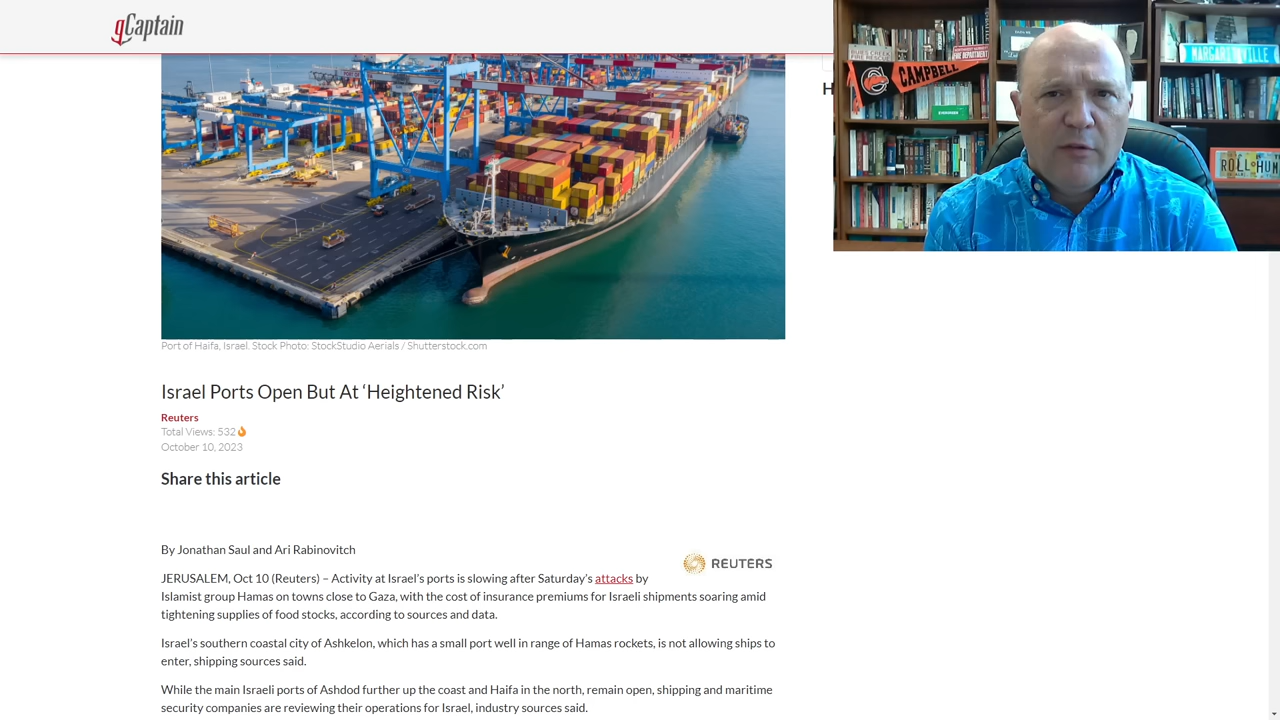 gCaptain
H
BUIES CREEK
FIRE RESCUE
FIRE DEPARTMENT
CAMPBELL
MARGARITAVILLE
EVERGREEN
ROLL HUM
Port of Haifa, Israel. Stock Photo: StockStudio Aerials / Shutterstock.com
Israel Ports Open But At ‘Heightened Risk’
Reuters
Total Views: 532
October 10, 2023
Share this article
By Jonathan Saul and Ari Rabinovitch
REUTERS
JERUSALEM, Oct 10 (Reuters) – Activity at Israel’s ports is slowing after Saturday’s attacks by
Islamist group Hamas on towns close to Gaza, with the cost of insurance premiums for Israeli shipments soaring amid
tightening supplies of food stocks, according to sources and data.
Israel’s southern coastal city of Ashkelon, which has a small port well in range of Hamas rockets, is not allowing ships to
enter, shipping sources said.
While the main Israeli ports of Ashdod further up the coast and Haifa in the north, remain open, shipping and maritime
security companies are reviewing their operations for Israel, industry sources said.